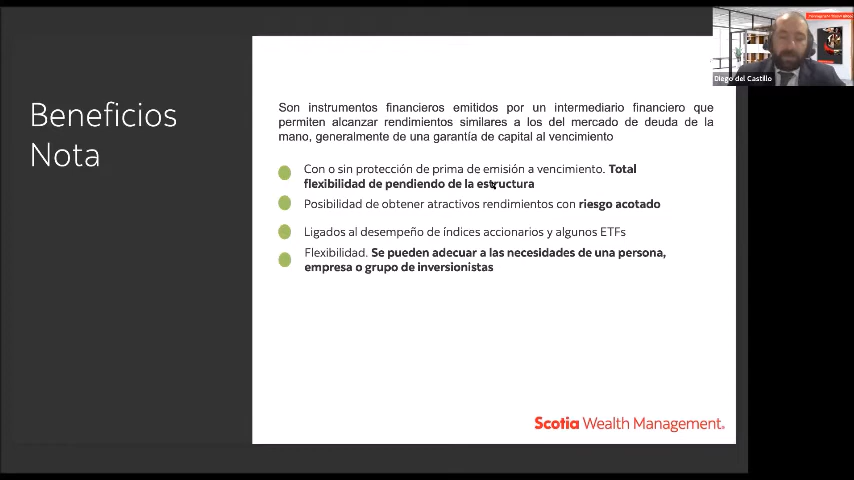 Beneficios
Nota
Son instrumentos financieros emitidos por un intermediario financiero que
permiten alcanzar rendimientos similares a los del mercado de deuda de la
mano, generalmente de una garantía de capital al vencimiento
Con o sin protección de prima de emisión a vencimiento. Total
flexibilidad de pendiendo de la estructura
Posibilidad de obtener atractivos rendimientos con riesgo acotado
Ligados al desempeño de índices accionarios y algunos ETFs
Flexibilidad. Se pueden adecuar a las necesidades de una persona,
empresa o grupo de inversionistas
Scotia Wealth Management.
Diego del Castillo